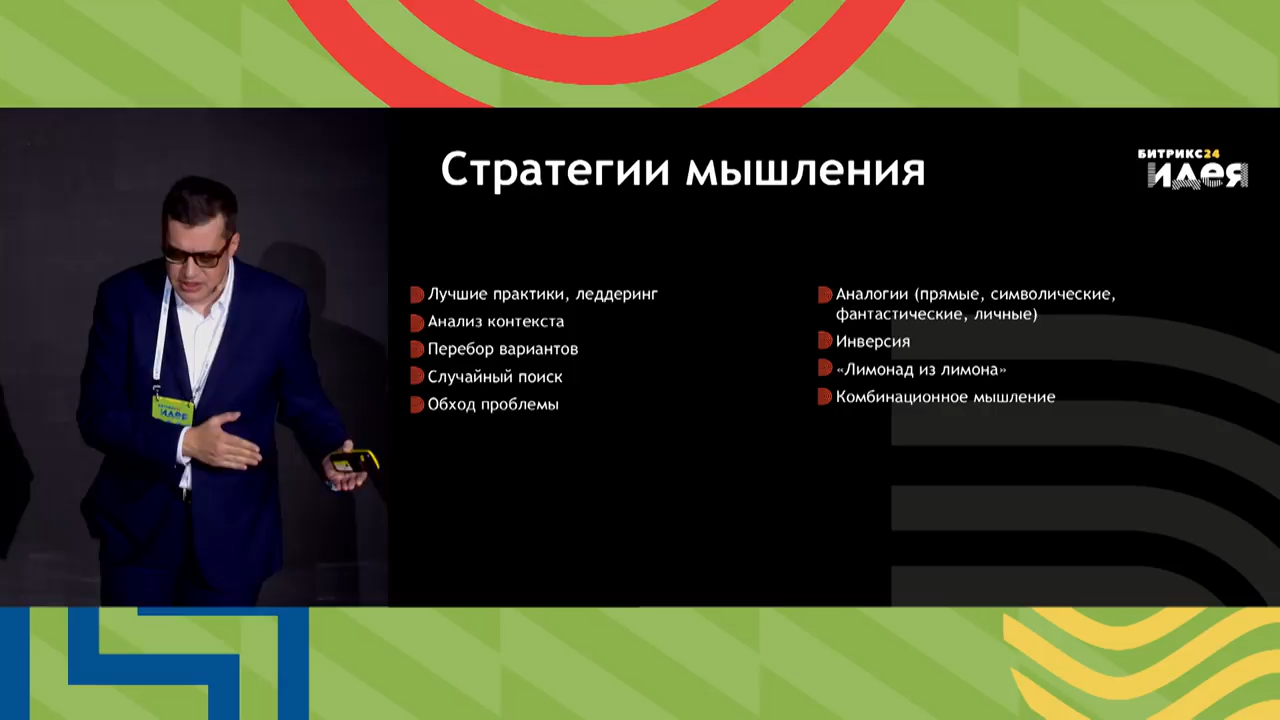 Стратегии мышления
БИТРИКС24
идея
Лучшие практики, леддеринг
Анализ контекста
Перебор вариантов
Случайный поиск
Обход проблемы
Аналогии (прямые, символические,
фантастические, личные)
Инверсия
«Лимонад из лимона»
Комбинационное мышление
ИДЕЯ